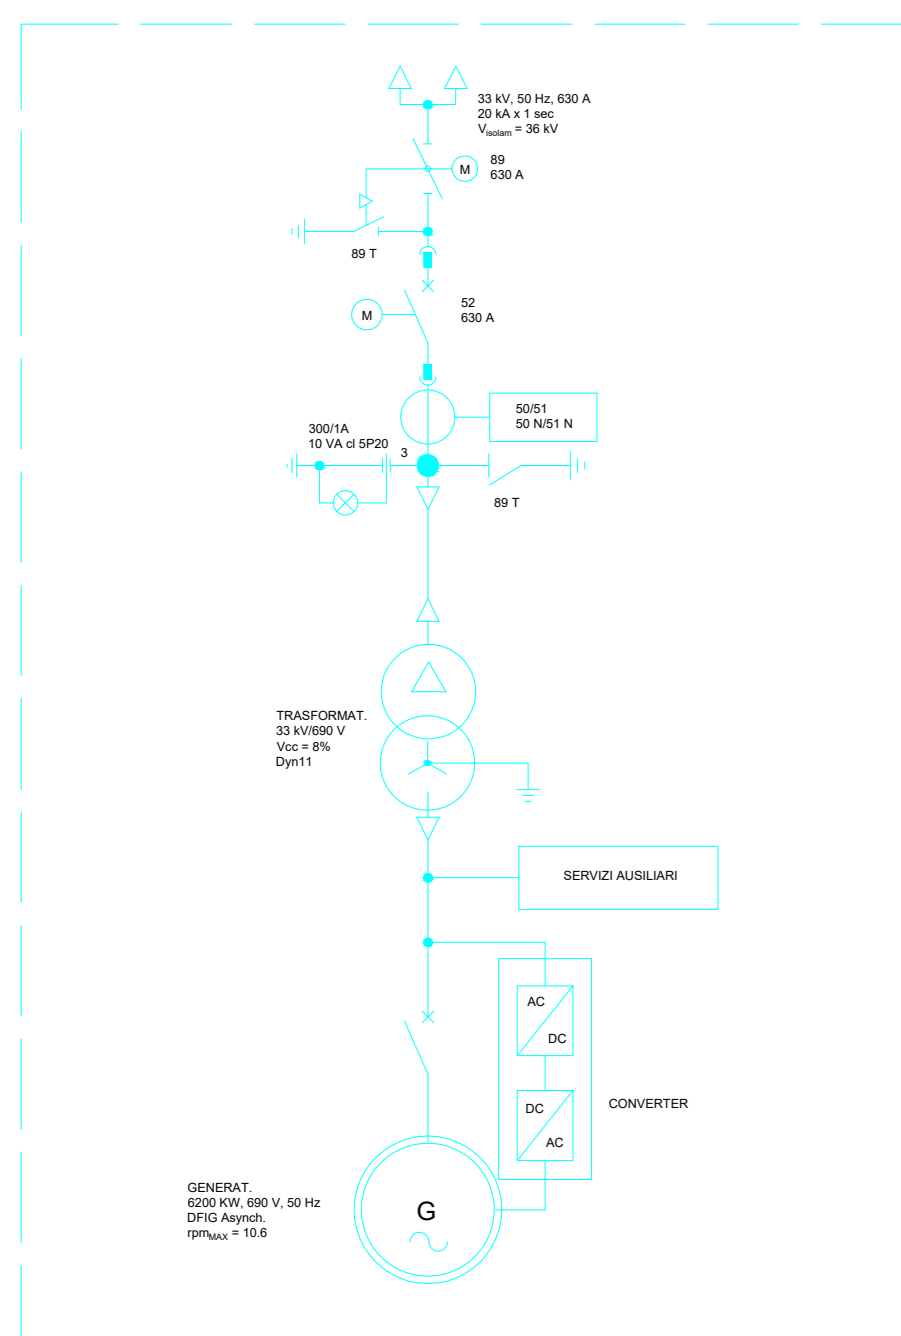 33 kV, 50 Hz, 630 A
20 kA x 1 sec
Visolam = 36 kV
89
630 A
M
89 T
52
630 A
M
50/51
50 N/51 N
300/1A
10 VA cl 5P20
3
89 T
TRASFORMAT.
33 kV/690 V
Vcc = 8%
Dyn11
SERVIZI AUSILIARI
AC
DC
DC
AC
CONVERTER
GENERAT.
6200 KW, 690 V, 50 Hz
DFIG Asynch.
rpmMAX = 10.6
G